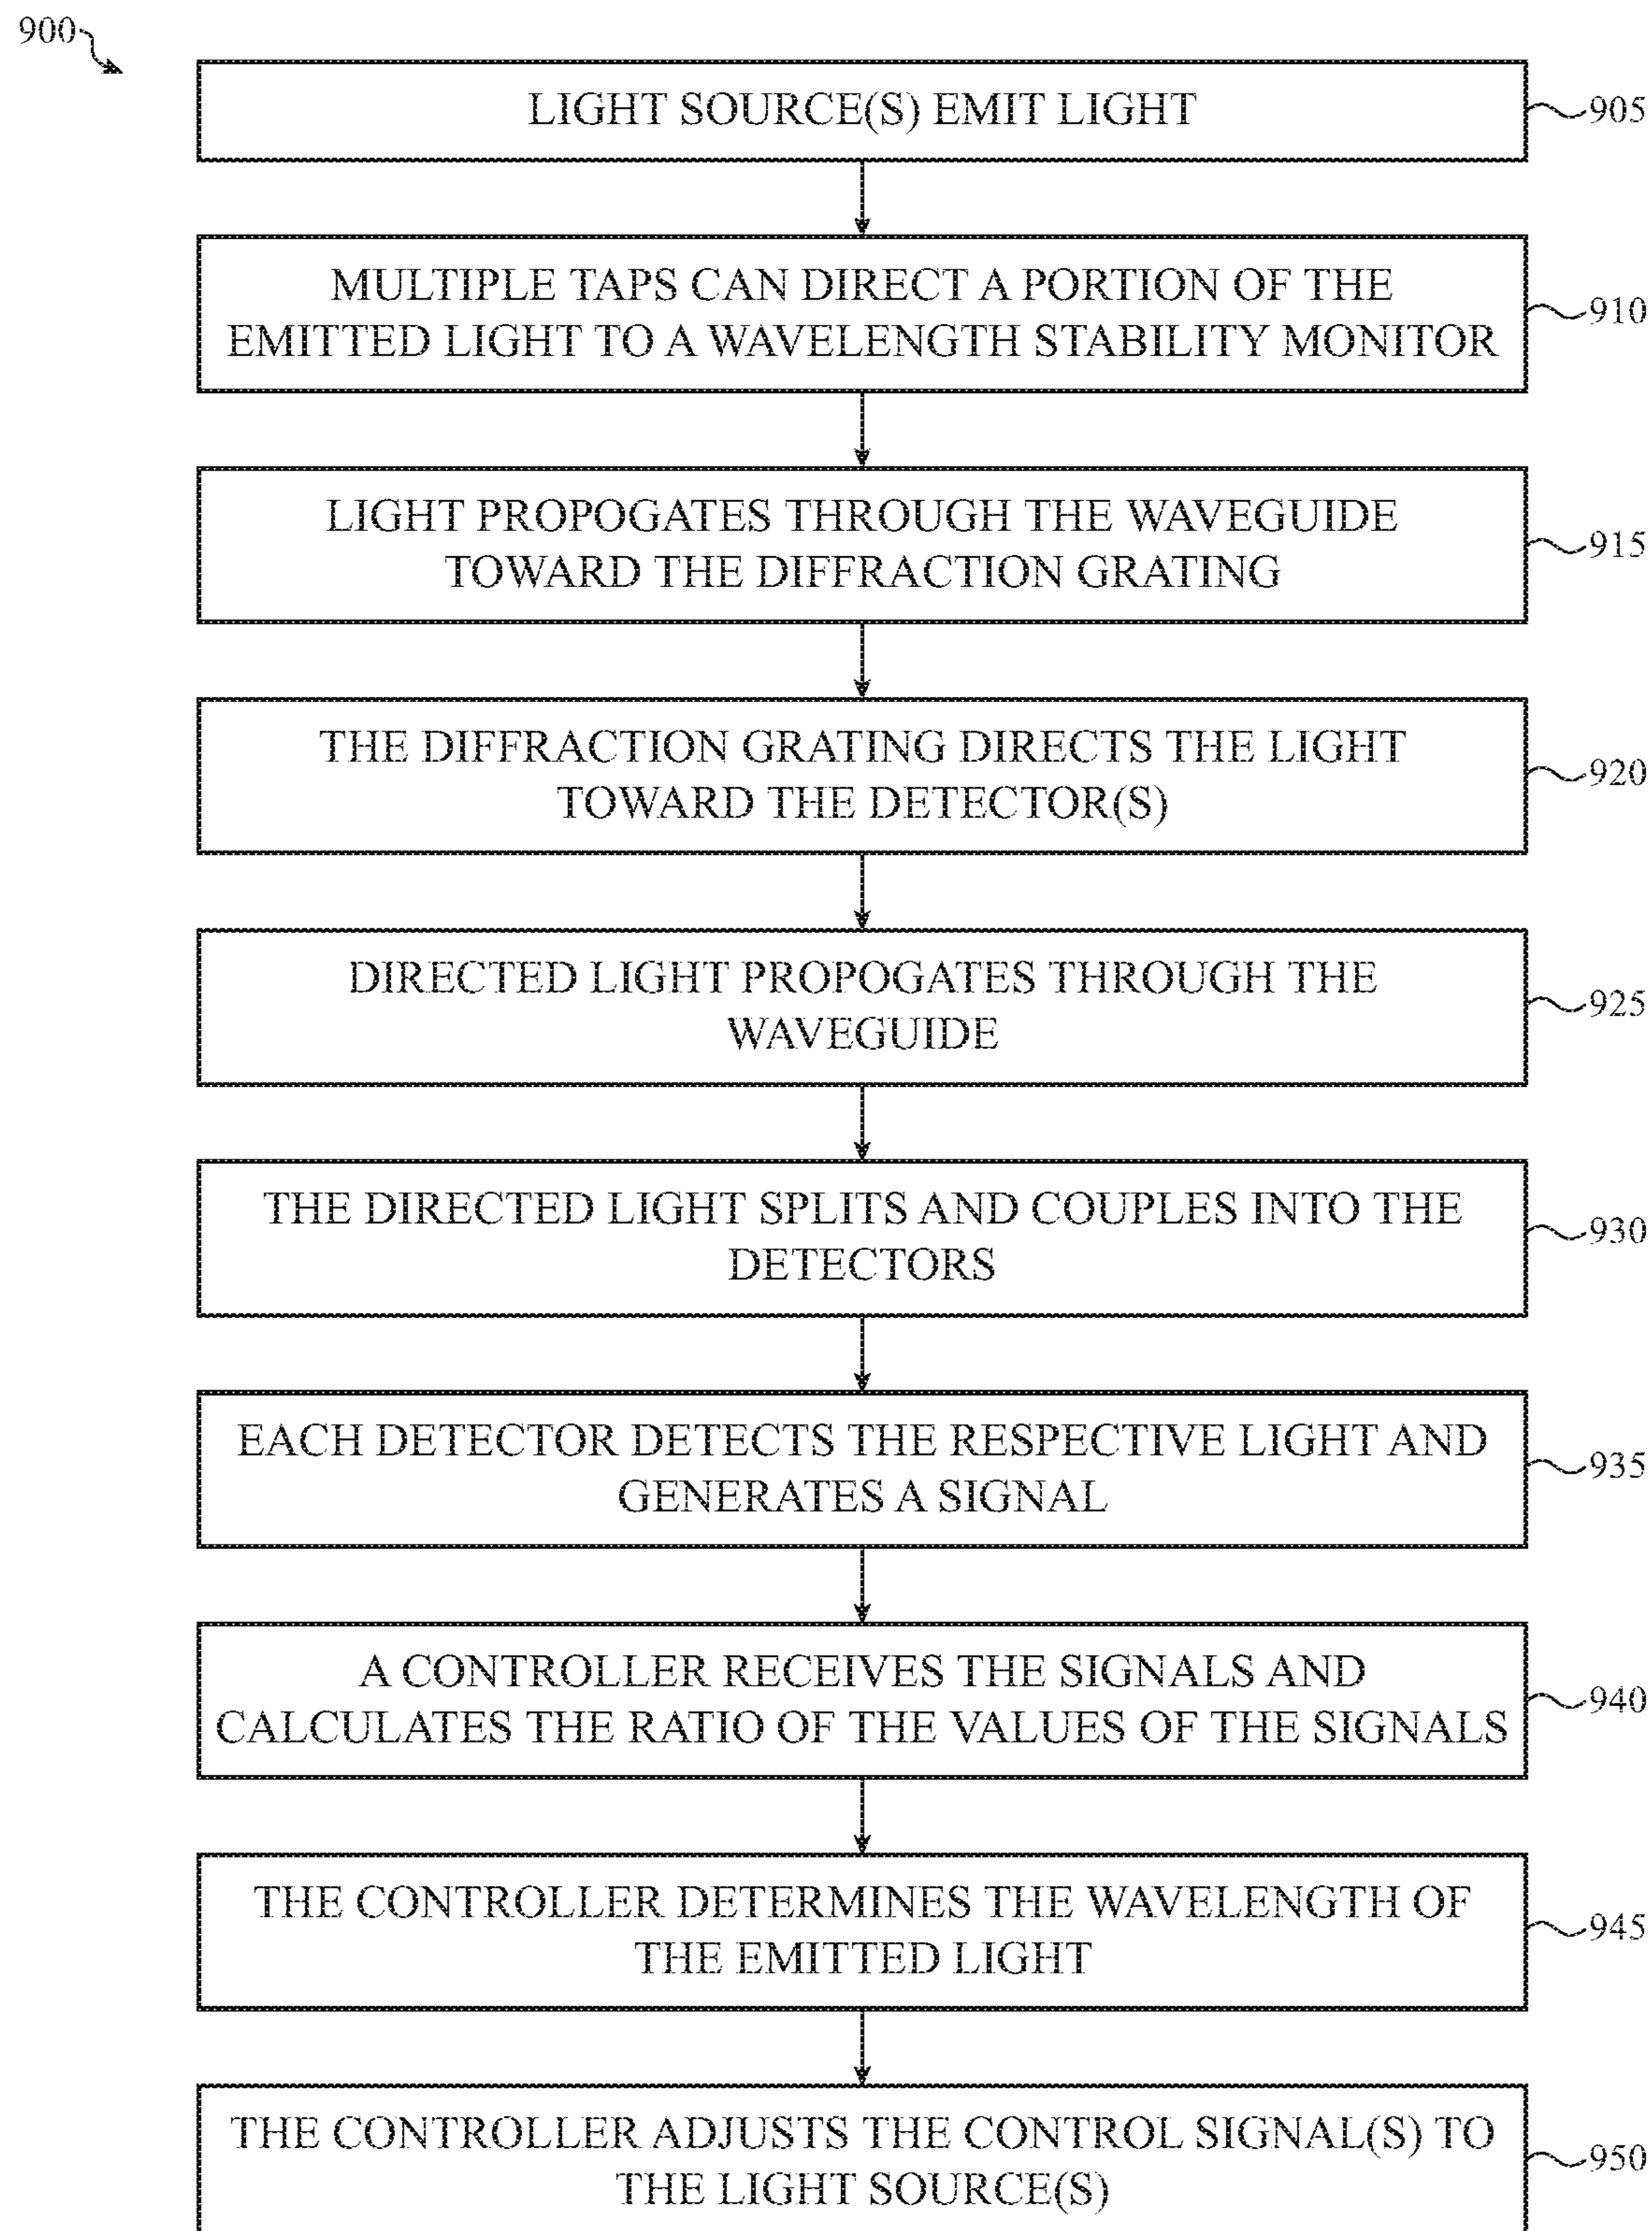 900
LIGHT SOURCE(S) EMIT LIGHT
905
MULTIPLE TAPS CAN DIRECT A PORTION OF THE
EMITTED LIGHT TO A WAVELENGTH STABILITY MONITOR
910
LIGHT PROPOGATES THROUGH THE WAVEGUIDE
TOWARD THE DIFFRACTION GRATING
915
THE DIFFRACTION GRATING DIRECTS THE LIGHT
TOWARD THE DETECTOR(S)
920
DIRECTED LIGHT PROPOGATES THROUGH THE
WAVEGUIDE
925
THE DIRECTED LIGHT SPLITS AND COUPLES INTO THE
DETECTORS
930
EACH DETECTOR DETECTS THE RESPECTIVE LIGHT AND
GENERATES A SIGNAL
935
A CONTROLLER RECEIVES THE SIGNALS AND
CALCULATES THE RATIO OF THE VALUES OF THE SIGNALS
940
THE CONTROLLER DETERMINES THE WAVELENGTH OF
THE EMITTED LIGHT
945
THE CONTROLLER ADJUSTS THE CONTROL SIGNAL(S) TO
THE LIGHT SOURCE(S)
950